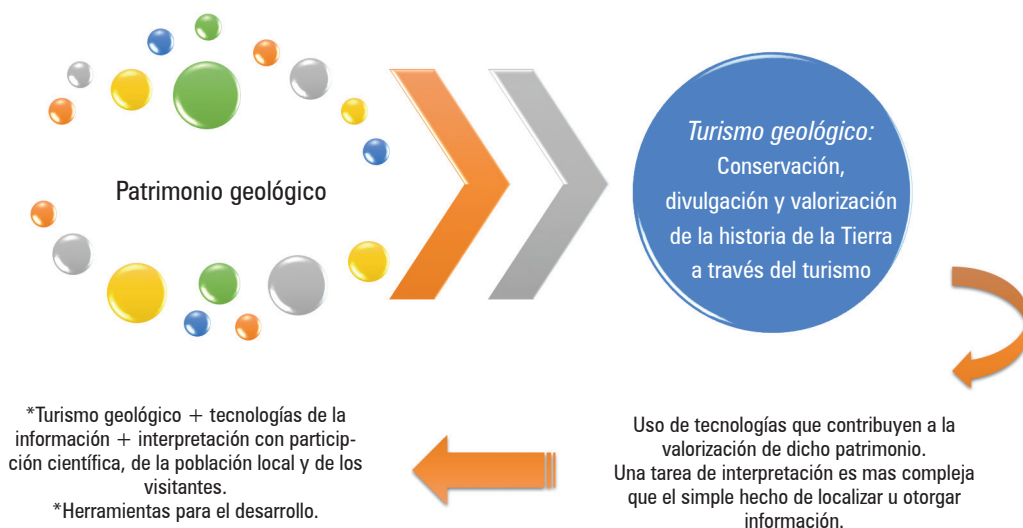 Patrimonio geológico
Turismo geológico:
Conservación,
divulgación y valorización
de la historia de la Tierra
a través del turismo
Uso de tecnologías que contribuyen a la
valorización de dicho patrimonio.
Una tarea de interpretación es mas compleja
que el simple hecho de localizar u otorgar
información.
*Turismo geológico + tecnologías de la
información + interpretación con particip-
ción científica, de la población local y de los
visitantes.
*Herramientas para el desarrollo.